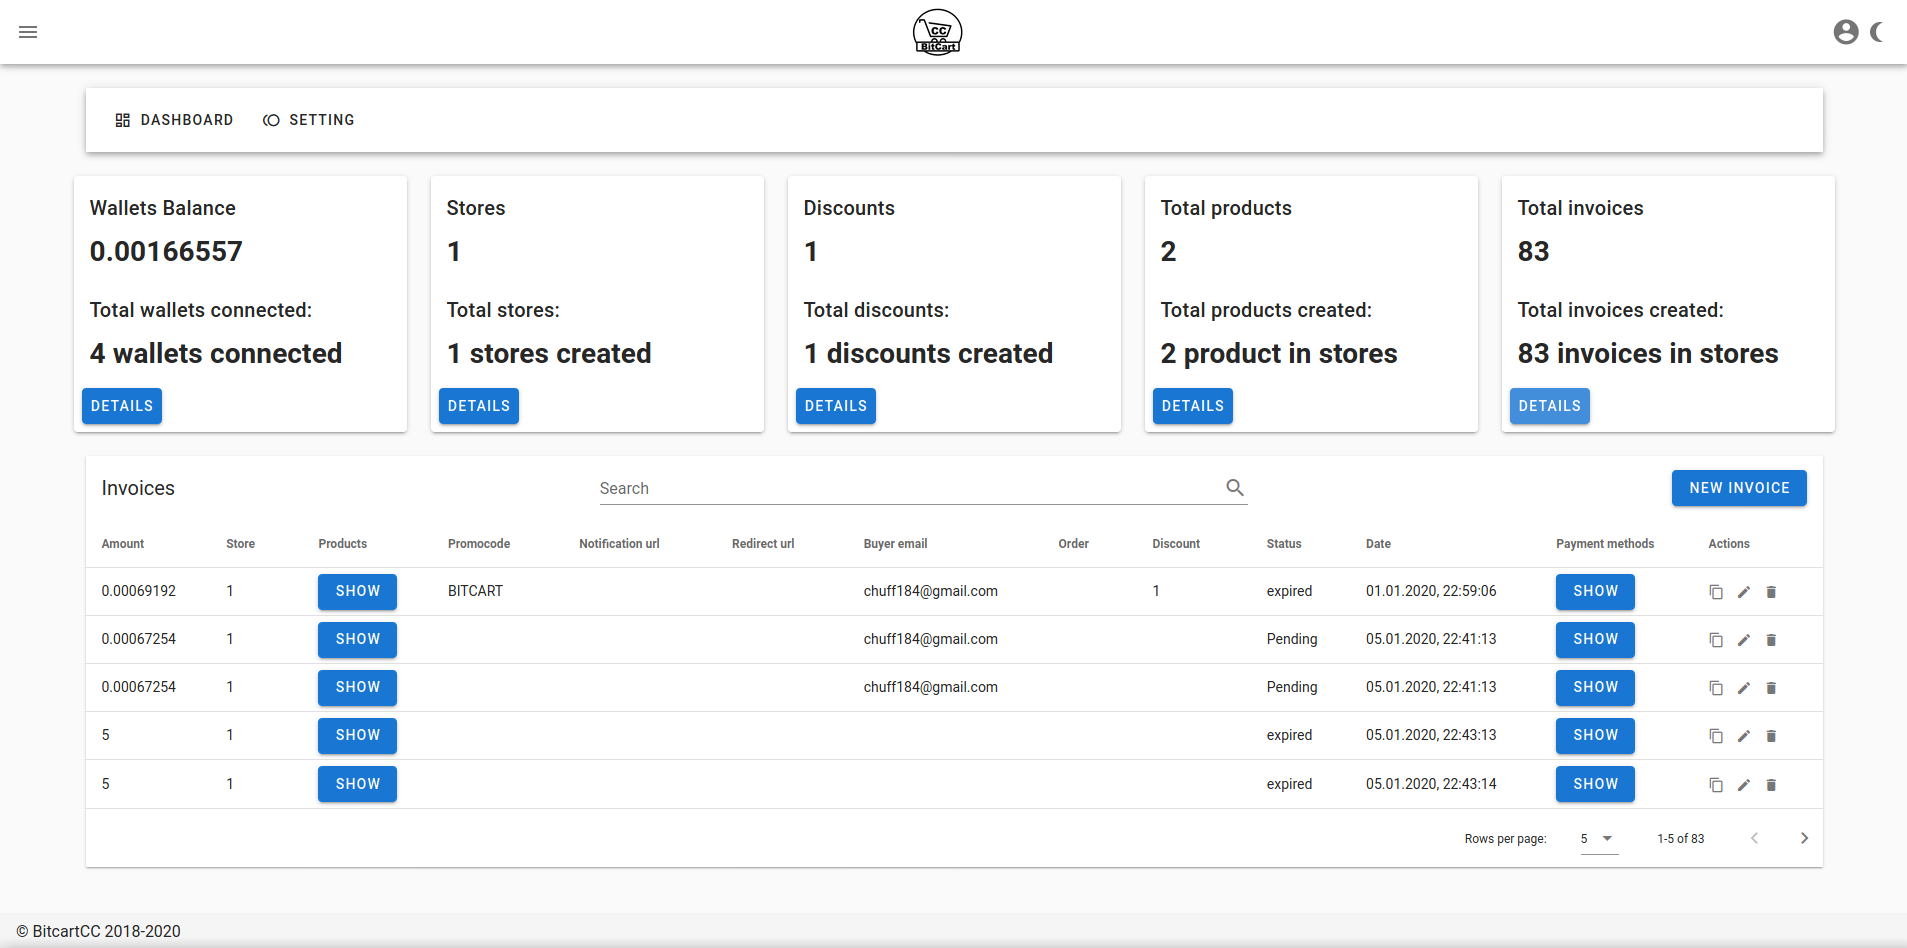 CC
BitCart
DASHBOARD SETTING
Wallets Balance
0.00166557
Total wallets connected:
4 wallets connected
DETAILS
Stores
1
Total stores:
1 stores created
DETAILS
Discounts
1
Total discounts:
1 discounts created
DETAILS
Total products
2
Total products created:
2 product in stores
DETAILS
Total invoices
83
Total invoices created:
83 invoices in stores
DETAILS
Invoices Search NEW INVOICE
Amount Store Products Promocode Notification url Redirect url Buyer email Order Discount Status Date Payment methods Actions
0.00069192 1 SHOW BITCART chuff184@gmail.com 1 expired 01.01.2020, 22:59:06 SHOW
0.00067254 1 SHOW chuff184@gmail.com Pending 05.01.2020, 22:41:13 SHOW
0.00067254 1 SHOW chuff184@gmail.com Pending 05.01.2020, 22:41:13 SHOW
5 1 SHOW expired 05.01.2020, 22:43:13 SHOW
5 1 SHOW expired 05.01.2020, 22:43:14 SHOW
Rows per page: 5 1-5 of 83
© BitcartCC 2018-2020